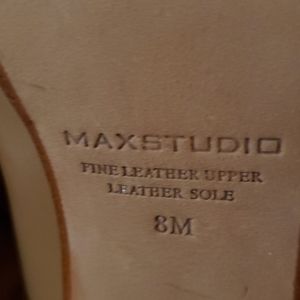 MAXSTUDIO
FINE LEATHER UPPER
LEATHER SOLE
8M